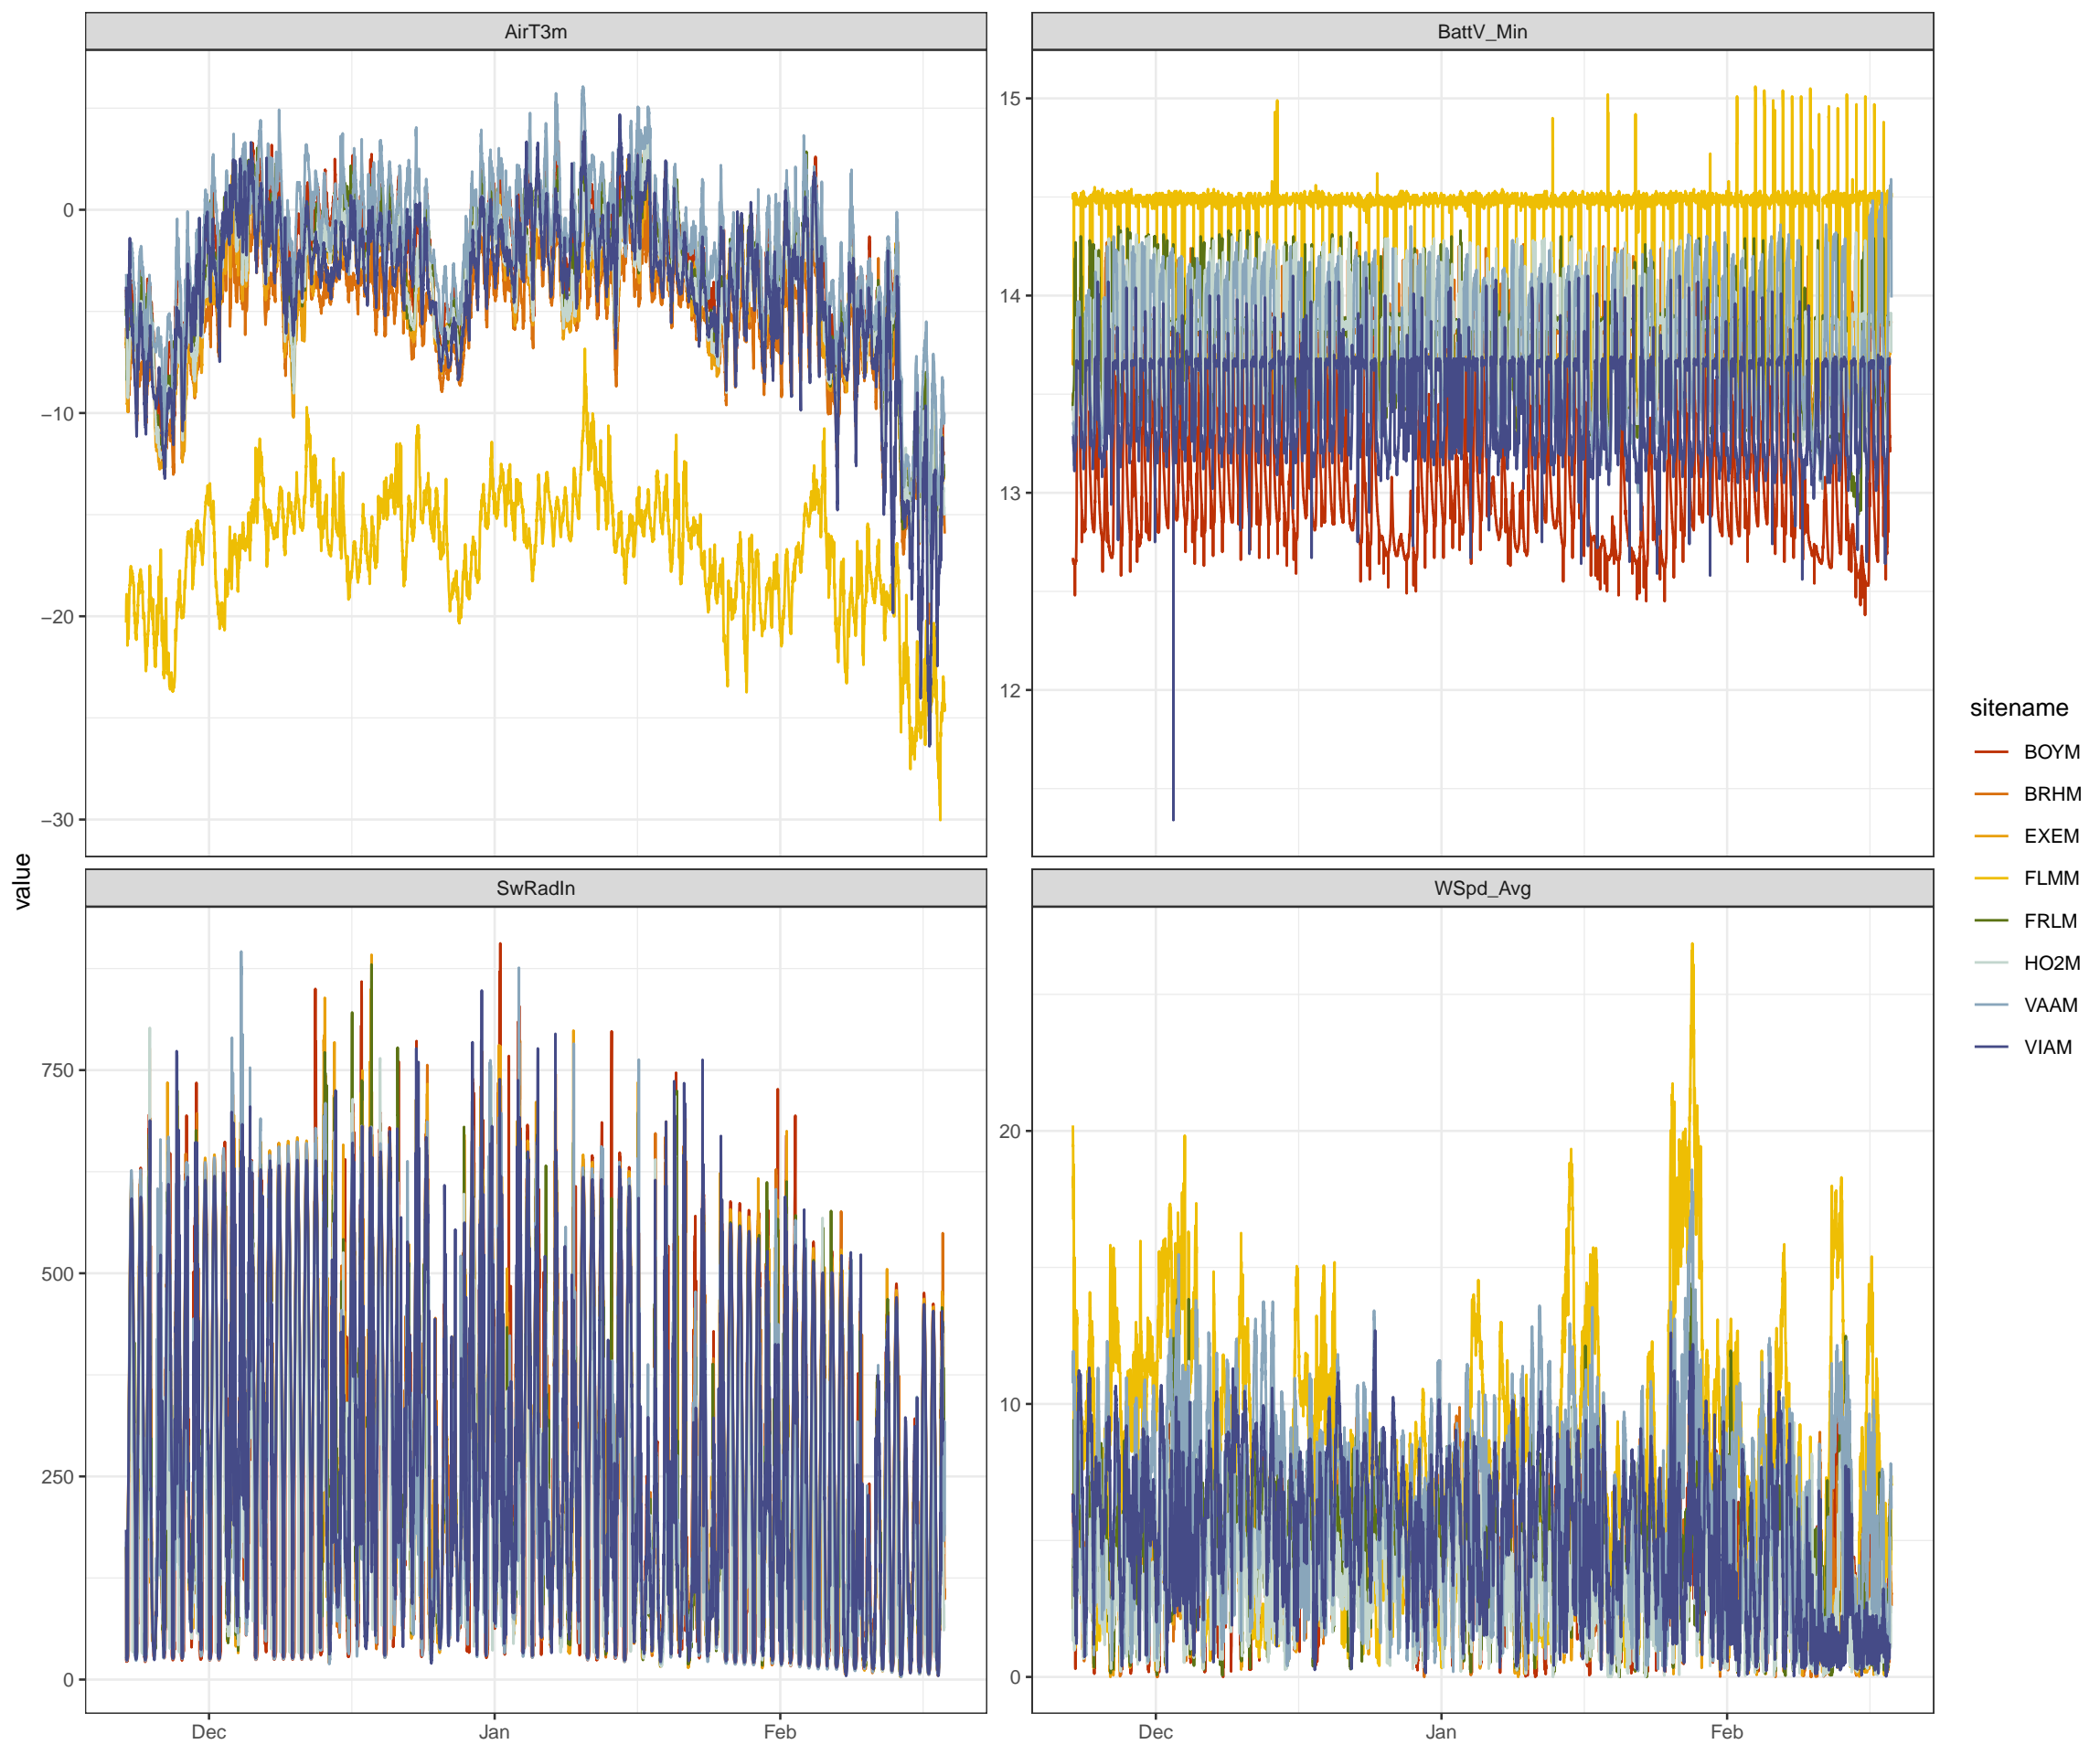 AirT3m
BattV_Min
0
−10
−20
−30
15
14
13
12
value
SwRadIn
WSpd_Avg
750
500
250
0
20
10
0
Dec
Jan
Feb
Dec
Jan
Feb
sitename
BOYM
BRHM
EXEM
FLMM
FRLM
HO2M
VAAM
VIAM